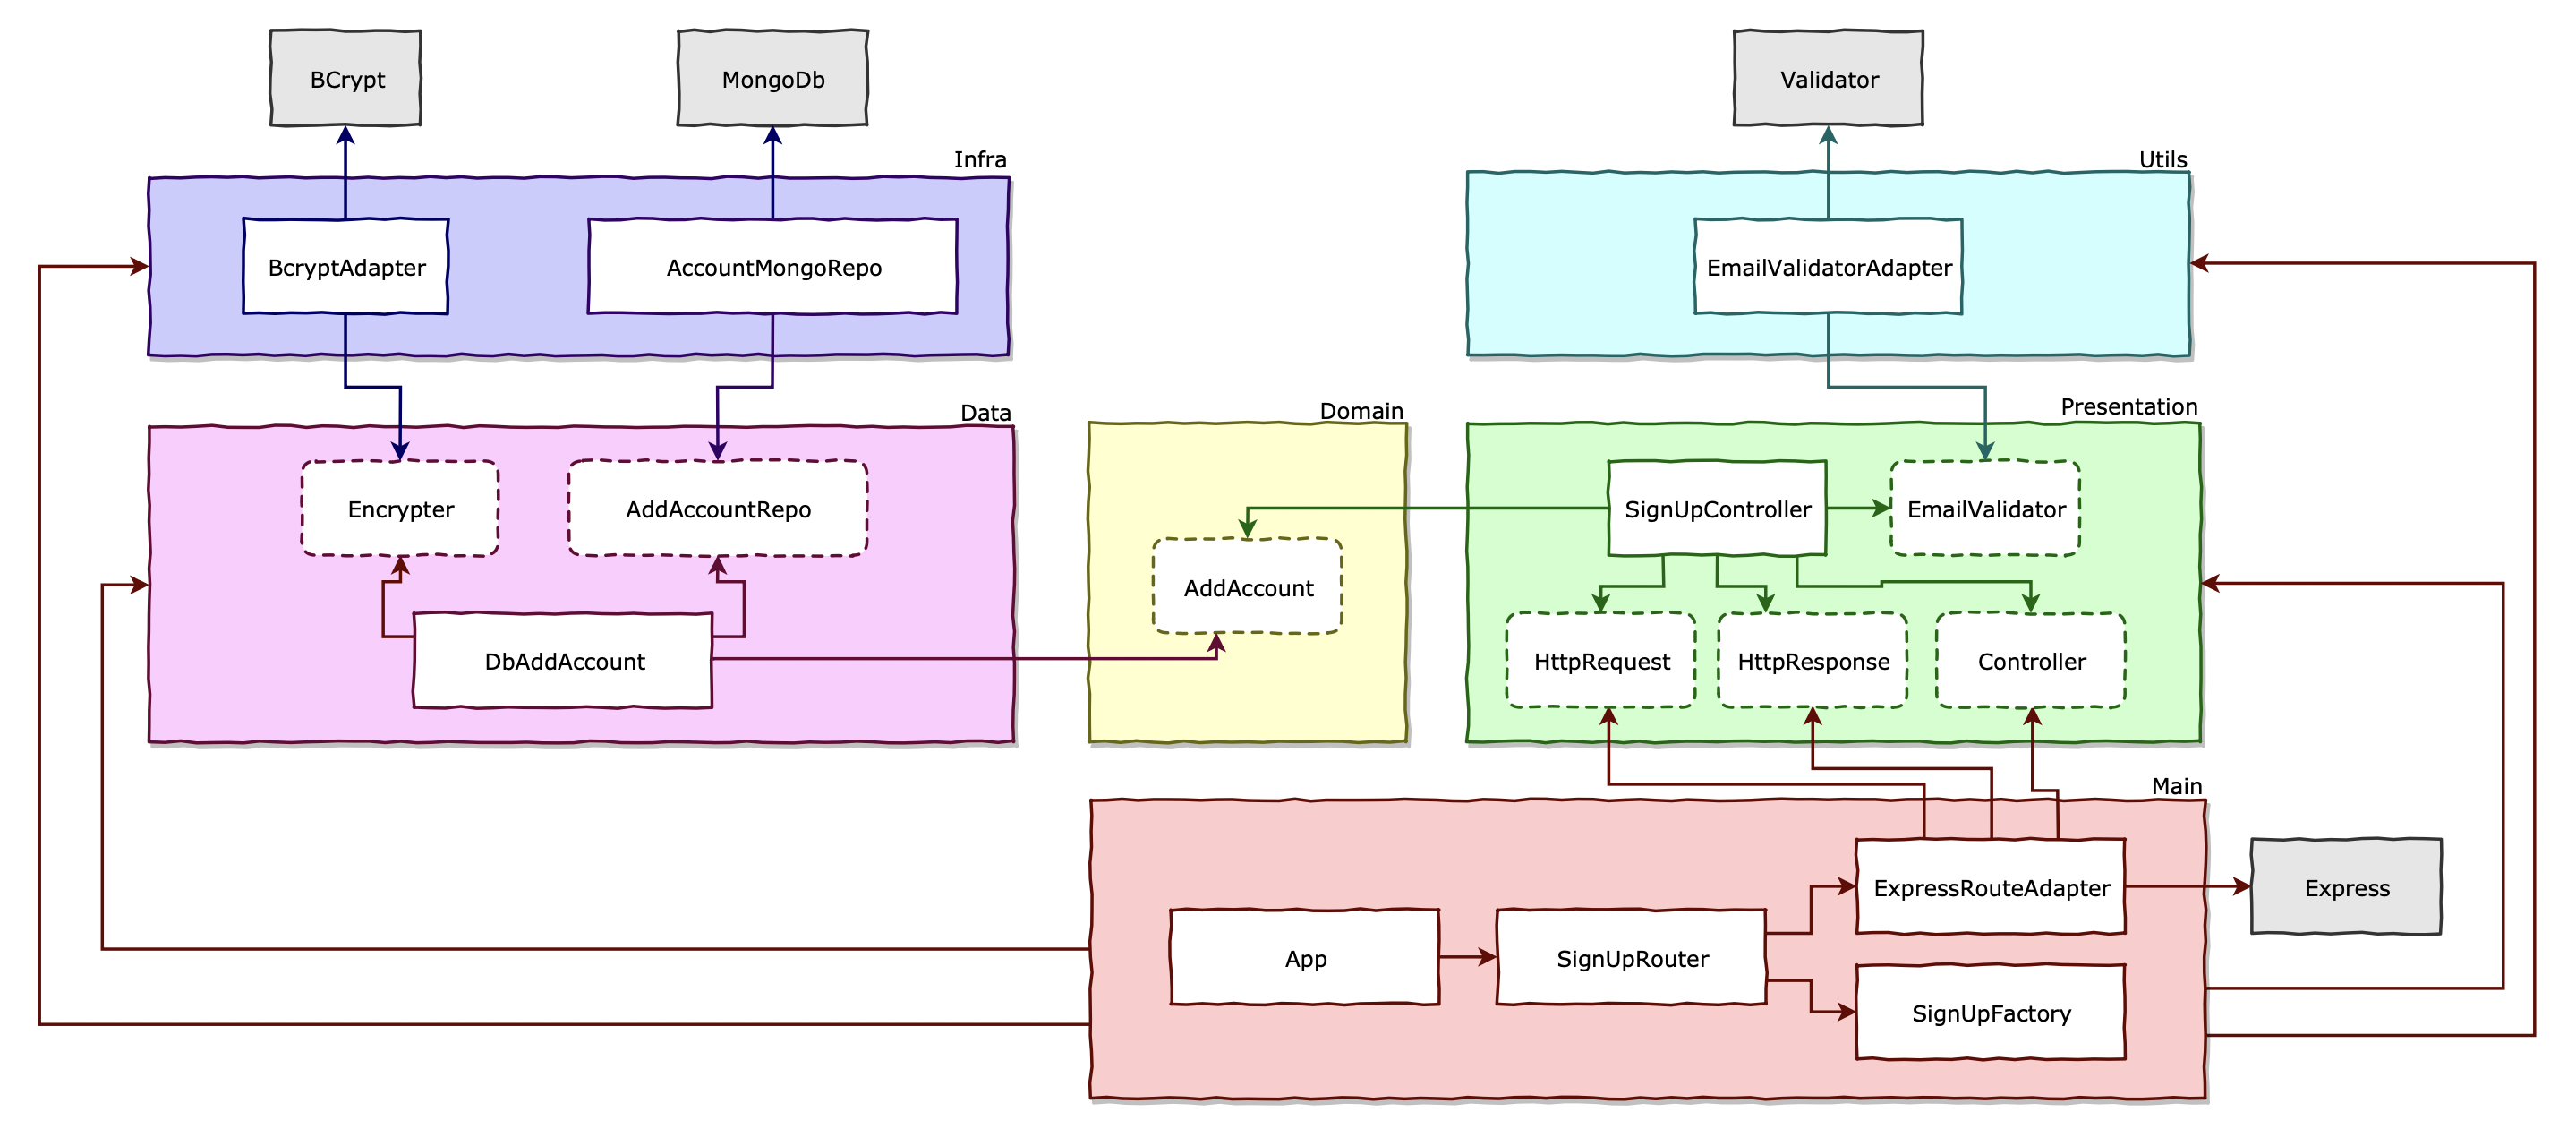 BCrypt
MongoDb
Validator
Infra
Utils
BcryptAdapter
AccountMongoRepo
EmailValidatorAdapter
Data
Domain
Presentation
Encrypter
AddAccountRepo
SignUpController
EmailValidator
AddAccount
DbAddAccount
HttpRequest
HttpResponse
Controller
Main
ExpressRouteAdapter
Express
App
SignUpRouter
SignUpFactory